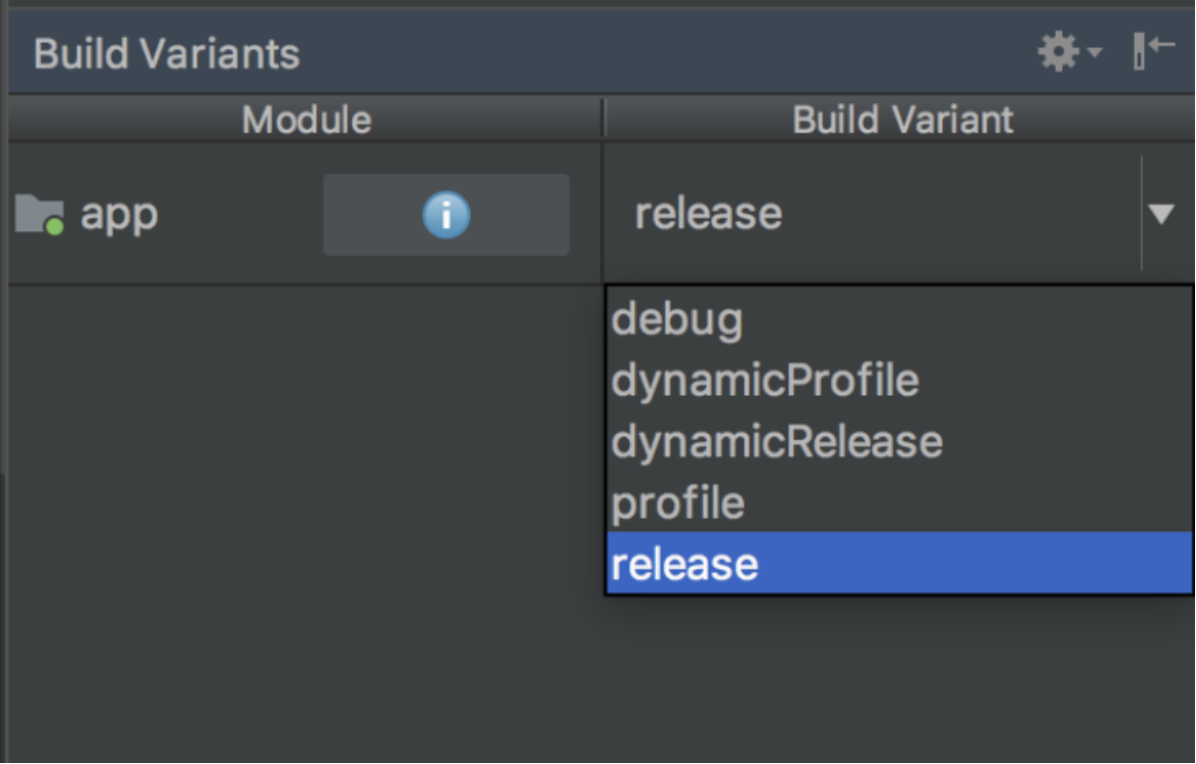 Build Variants
Module
Build Variant
app
release
debug
dynamicProfile
dynamicRelease
profile
release